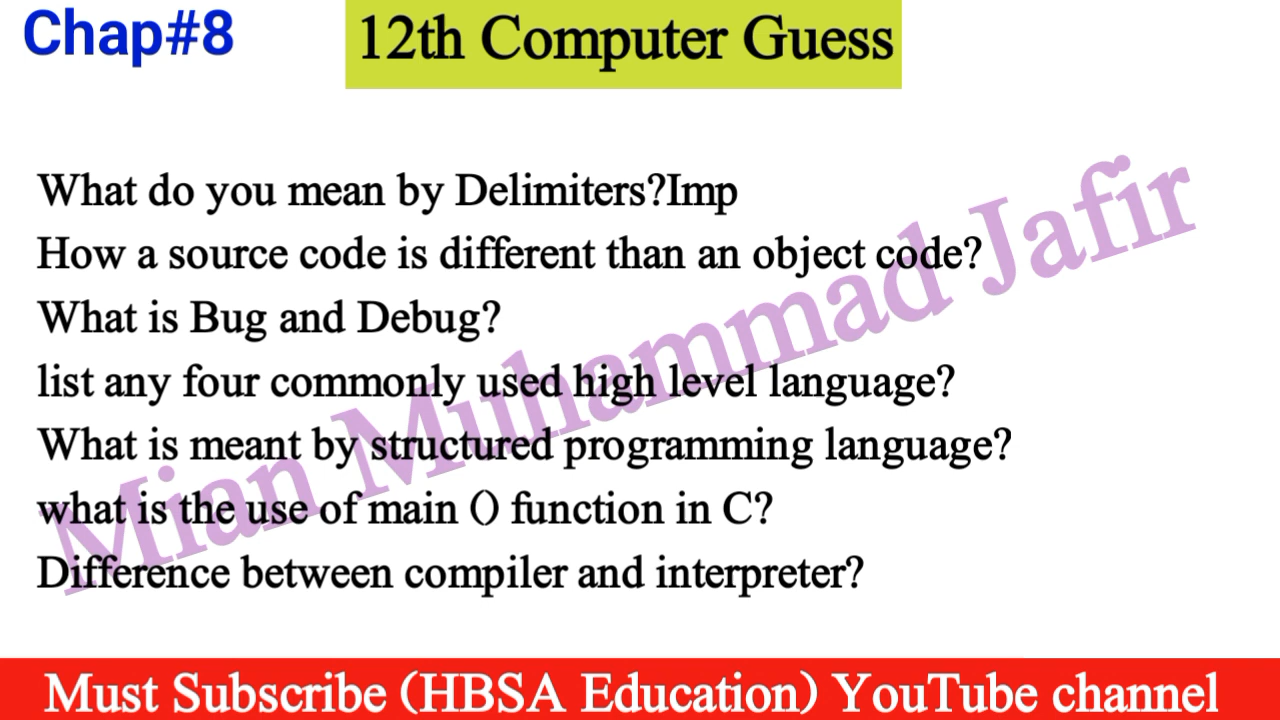 Chap#8
12th Computer Guess
What do you mean by Delimiters?Imp
How a source code is different than an object code?
What is Bug and Debug?
list any four commonly used high level language?
What is meant by structured programming language?
what is the use of main () function in C?
Difference between compiler and interpreter?
Mian Muhammad Jafir
Must Subscribe (HBSA Education) YouTube channel